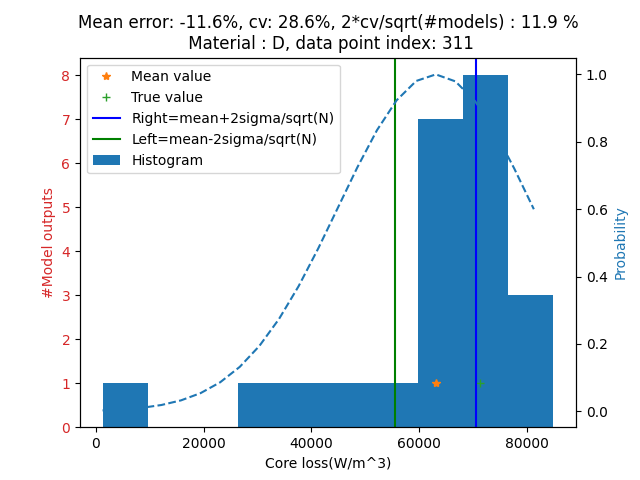 Mean error: -11.6%, cv: 28.6%, 2*cv/sqrt(#models) : 11.9 %
Material : D, data point index: 311
Mean value
True value
Right=mean+2sigma/sqrt(N)
Left=mean-2sigma/sqrt(N)
Histogram
8
7
6
5
4
3
2
1
0
#Model outputs
1.0
0.8
0.6
0.4
0.2
0.0
Probability
0
20000
40000
60000
80000
Core loss(W/m^3)